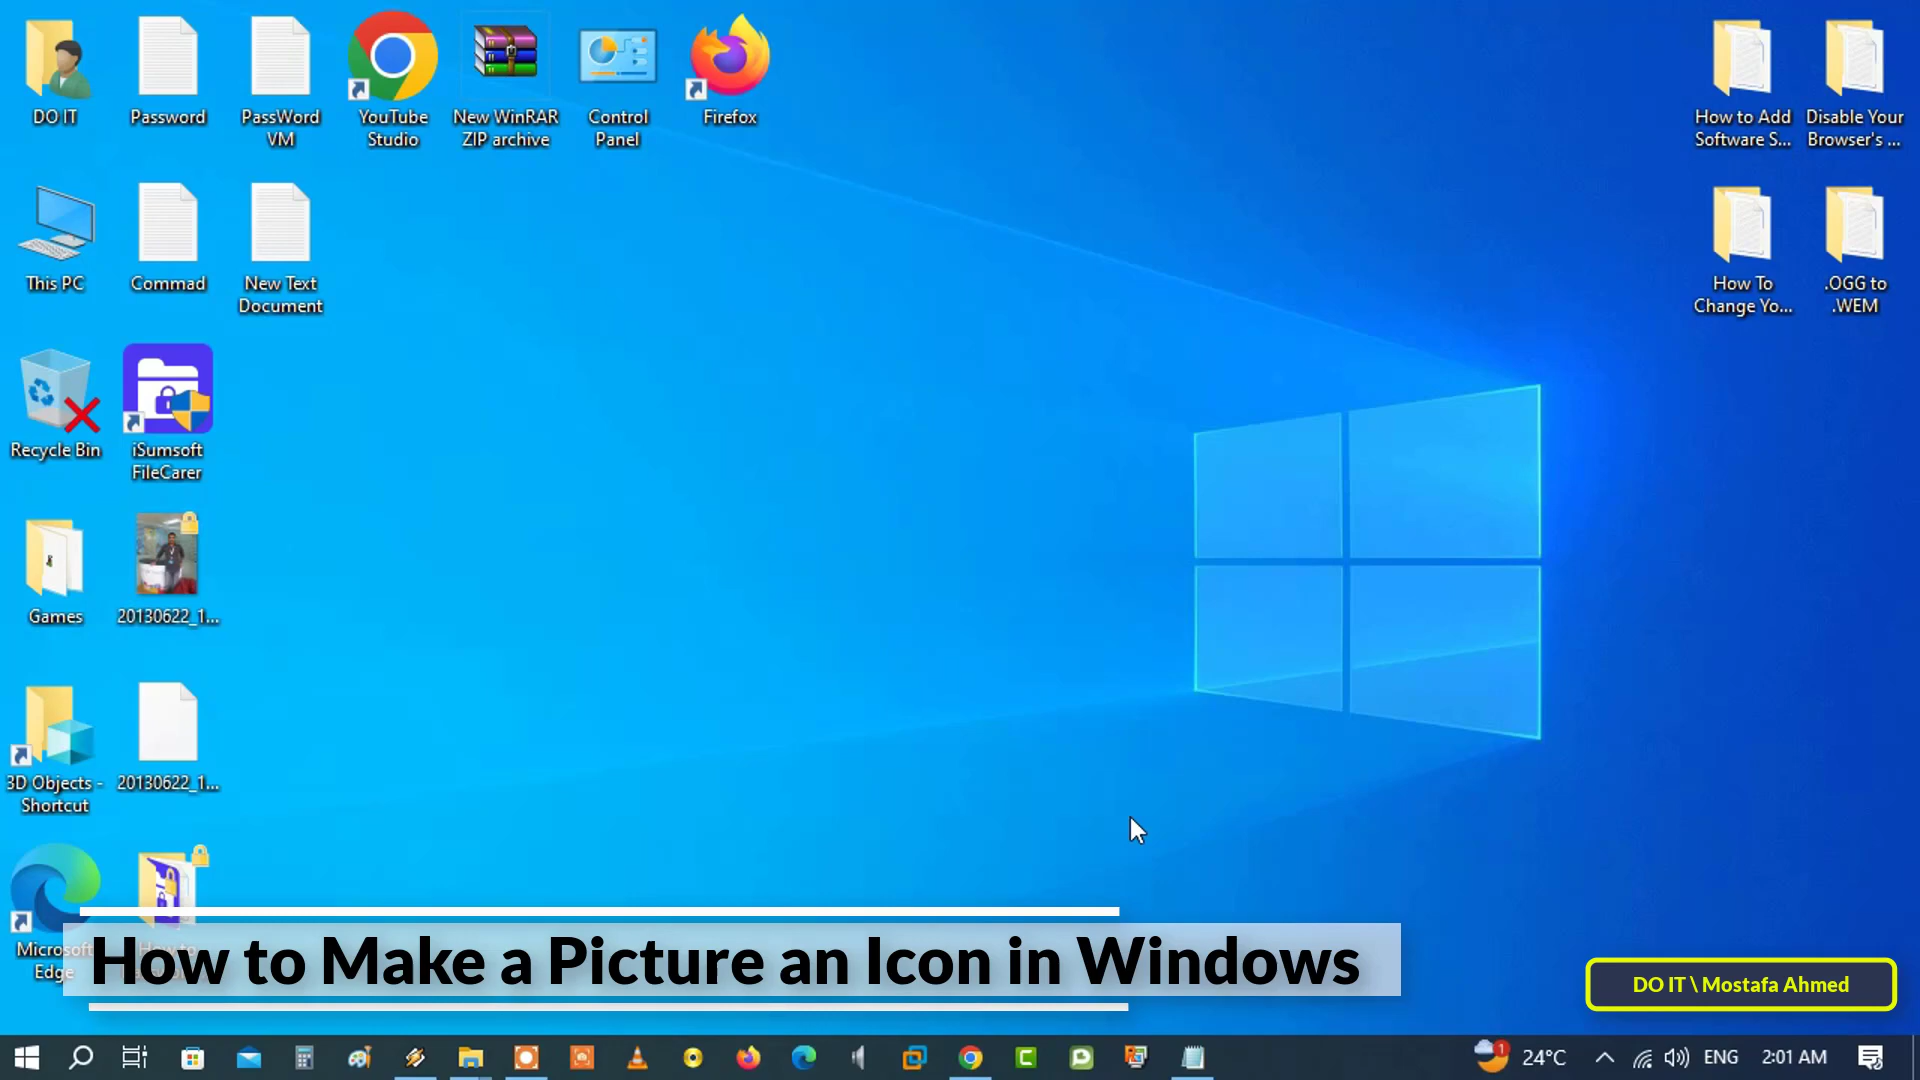 DO IT
Password
PassWord
VM
YouTube
Studio
New WinRAR
ZIP archive
Control
Panel
Firefox
How to Add
Software S...
Disable Your
Browser's ...
This PC
Commad
New Text
Document
How To
Change Yo...
.OGG to
.WEM
Recycle Bin
iSumsoft
FileCarer
Games
20130622_1...
3D Objects -
Shortcut
20130622_1...
Microsoft
Edge
How to
How to Make a Picture an Icon in Windows
DO IT \ Mostafa Ahmed
1
24°C
ENG
2:01 AM